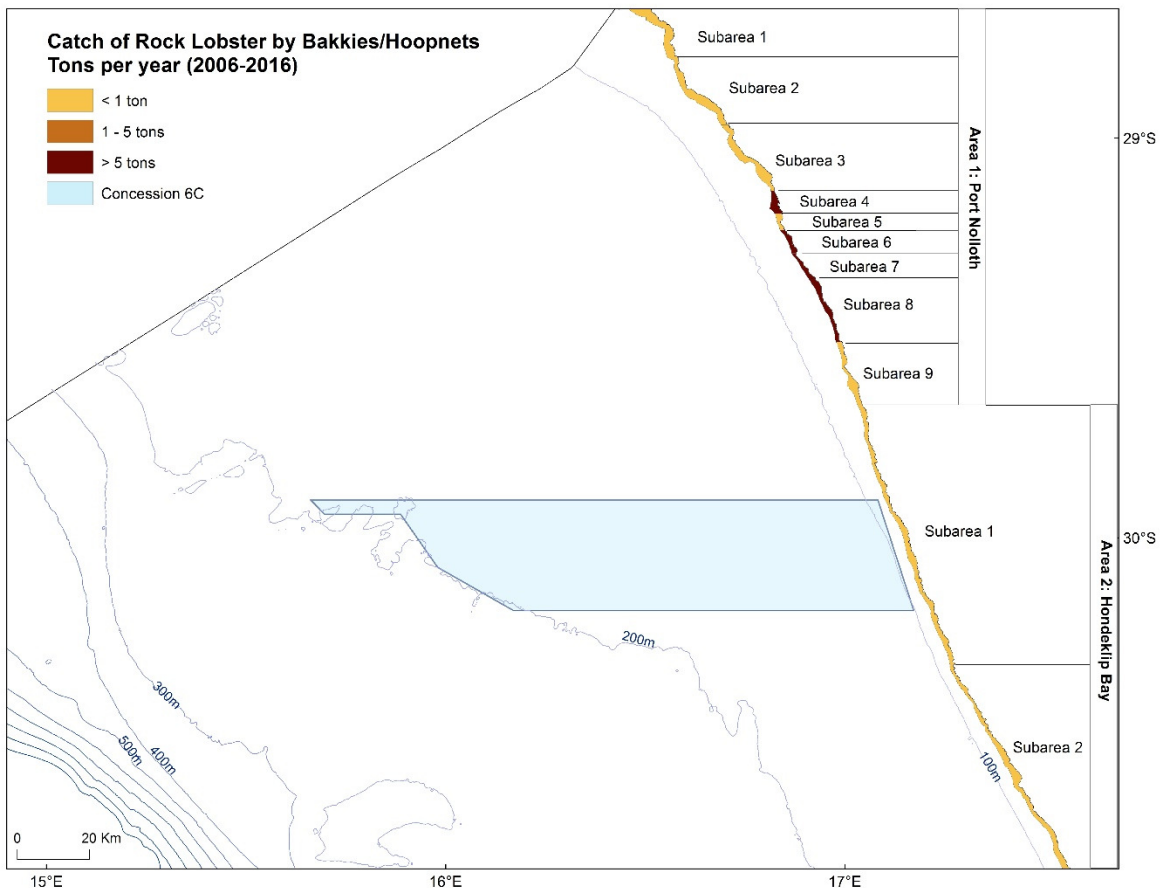 Catch of Rock Lobster by Bakkies/Hoopnets
Tons per year (2006-2016)
< 1 ton
1 - 5 tons
> 5 tons
Concession 6C
Subarea 1
Subarea 2
Subarea 3
Subarea 4
Subarea 5
Subarea 6
Subarea 7
Subarea 8
Subarea 9
Area 1: Port Nolloth
29°S
Subarea 1
30°S
Subarea 2
Area 2: Hondeklip Bay
200m
300m
100m
500m
400m
0 20 Km
15°E
16°E
17°E